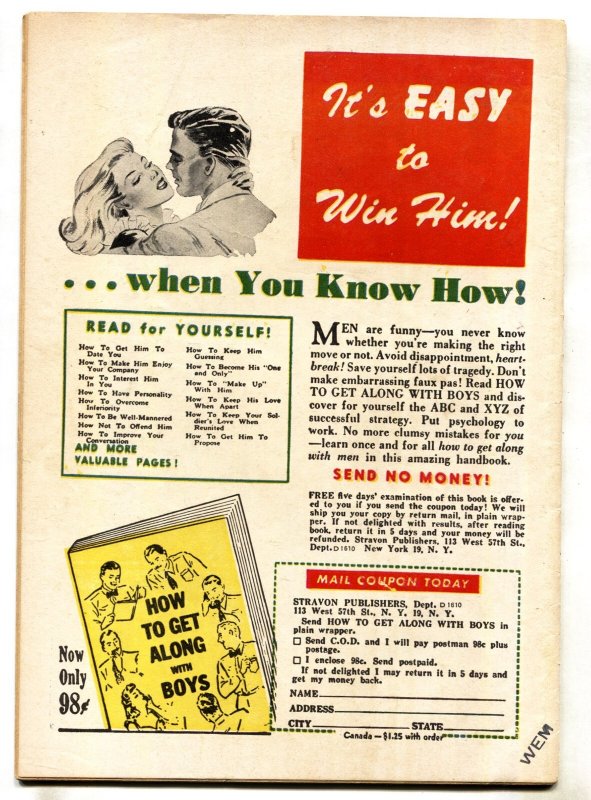 It's EASY
to
Win Him!
...when You Know How!
READ for YOURSELF!
How To Get Him To
Date You
How To Make Him Enjoy
Your Company
How To Interest Him
In You
How To Have Personality
How To Overcome
Inferiority
How To Be Well-Mannered
How Not To Offend Him
How To Improve Your
Conversation
AND MORE
VALUABLE PAGES!
How To Keep Him
Guessing
How To Become His "One
and Only"
How To "Make Up"
With Him
How To Keep His Love
When Apart
How To Keep Your Sol-
dier's Love When
Reunited
How To Get Him To
Propose
MEN are funny—you never know
whether you're making the right
move or not. Avoid disappointment, heart-
break! Save yourself lots of tragedy. Don't
make embarrassing faux pas! Read HOW
TO GET ALONG WITH BOYS and dis-
cover for yourself the ABC and XYZ of
successful strategy. Put psychology to
work. No more clumsy mistakes for you
—learn once and for all how to get along
with men in this amazing handbook.
SEND NO MONEY!
FREE five days' examination of this book is offer-
ed to you if you send the coupon today! We will
ship you your copy by return mail, in plain wrap-
per. If not delighted with results, after reading
book, return it in 5 days and your money will be
refunded. Stravon Publishers, 113 West 57th St.,
Dept. D 1610 New York 19, N. Y.
HOW
TO GET
ALONG
WITH
BOYS
Now
Only
98¢
MAIL COUPON TODAY
STRAVON PUBLISHERS, Dept. D 1610
113 West 57th St., N. Y. 19, N. Y.
Send HOW TO GET ALONG WITH BOYS in
plain wrapper.
☐ Send C.O.D. and I will pay postman 98c plus
postage.
☐ I enclose 98c. Send postpaid.
If not delighted I may return it in 5 days and
get my money back.
NAME
ADDRESS
CITY STATE
Canada — $1.25 with order
WEM